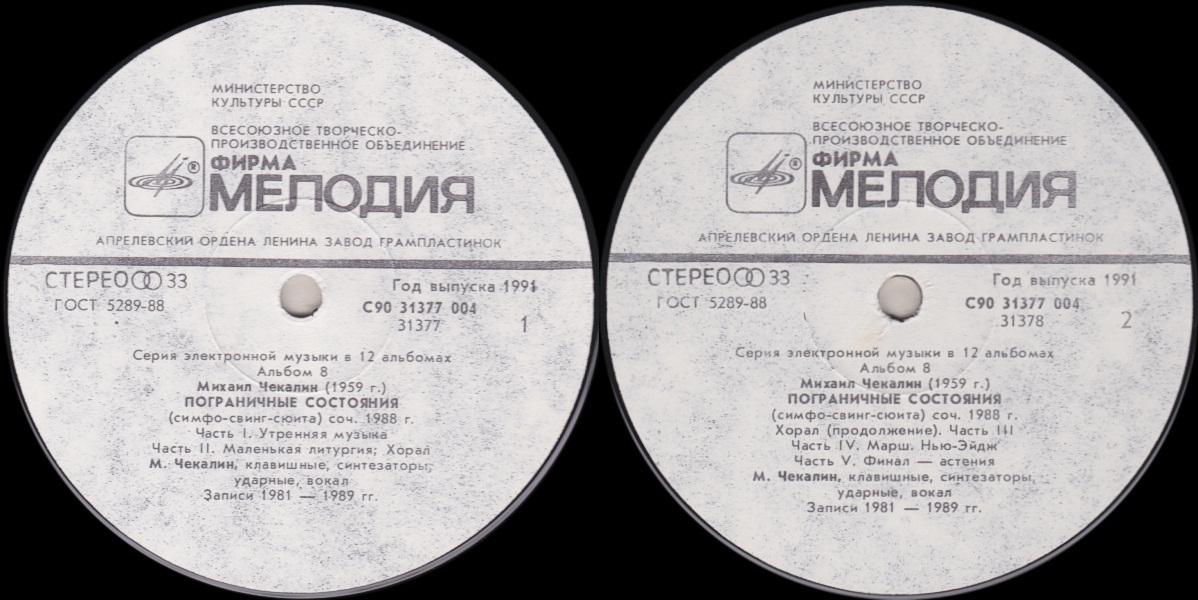 МИНИСТЕРСТВО
КУЛЬТУРЫ СССР
ВСЕСОЮЗНОЕ ТВОРЧЕСКО-
ПРОИЗВОДСТВЕННОЕ ОБЪЕДИНЕНИЕ
ФИРМА
®
МЕЛОДИЯ
АПРЕЛЕВСКИЙ ОРДЕНА ЛЕНИНА ЗАВОД ГРАМПЛАСТИНОК
СТЕРЕО 33
Год выпуска 1991
ГОСТ 5289-88
С90 31377 004
31377
1
Серия электронной музыки в 12 альбомах
Альбом 8
Михаил Чекалин (1959 г.)
ПОГРАНИЧНЫЕ СОСТОЯНИЯ
(симфо-свинг-сюита) соч. 1988 г.
Часть I. Утренняя музыка
Часть II. Маленькая литургия; Хорал
М. Чекалин, клавишные, синтезаторы,
ударные, вокал
Записи 1981 — 1989 гг.
МИНИСТЕРСТВО
КУЛЬТУРЫ СССР
ВСЕСОЮЗНОЕ ТВОРЧЕСКО-
ПРОИЗВОДСТВЕННОЕ ОБЪЕДИНЕНИЕ
ФИРМА
®
МЕЛОДИЯ
АПРЕЛЕВСКИЙ ОРДЕНА ЛЕНИНА ЗАВОД ГРАМПЛАСТИНОК
СТЕРЕО 33
Год выпуска 1991
ГОСТ 5289-88
С90 31377 004
31378
2
Серия электронной музыки в 12 альбомах
Альбом 8
Михаил Чекалин (1959 г.)
ПОГРАНИЧНЫЕ СОСТОЯНИЯ
(симфо-свинг-сюита) соч. 1988 г.
Хорал (продолжение). Часть III
Часть IV. Марш. Нью-Эйдж
Часть V. Финал — астения
М. Чекалин, клавишные, синтезаторы,
ударные, вокал
Записи 1981 — 1989 гг.